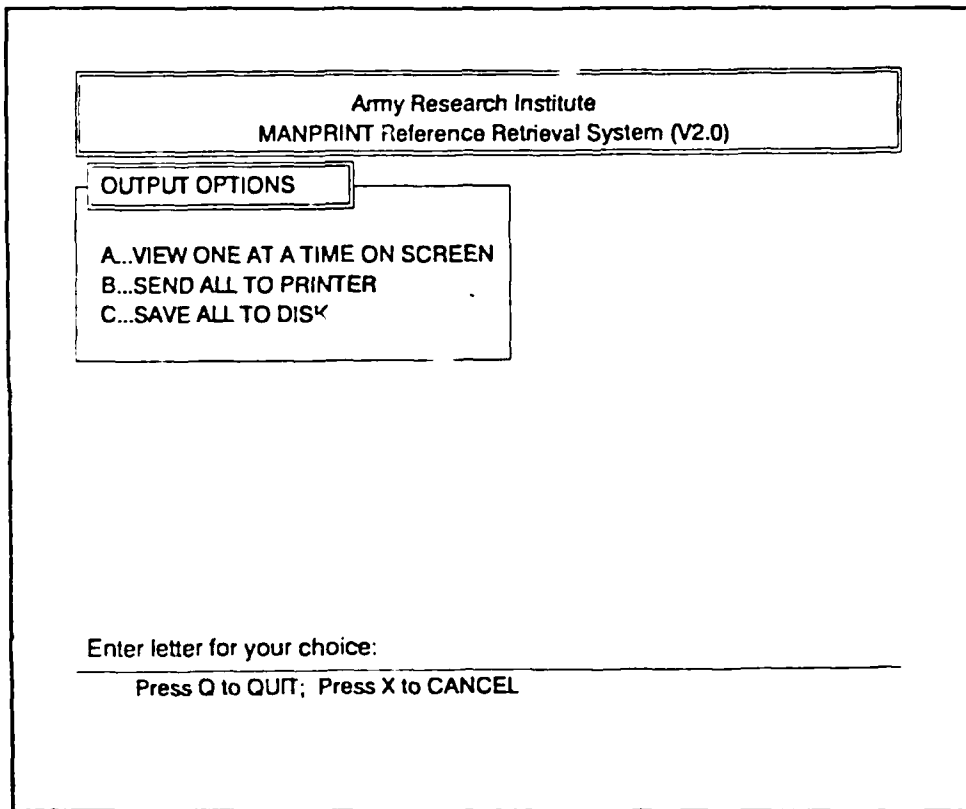 Army Research Institute
MANPRINT Reference Retrieval System (V2.0)
OUTPUT OPTIONS
A...VIEW ONE AT A TIME ON SCREEN
B...SEND ALL TO PRINTER
C...SAVE ALL TO DISK
Enter letter for your choice:
Press Q to QUIT; Press X to CANCEL